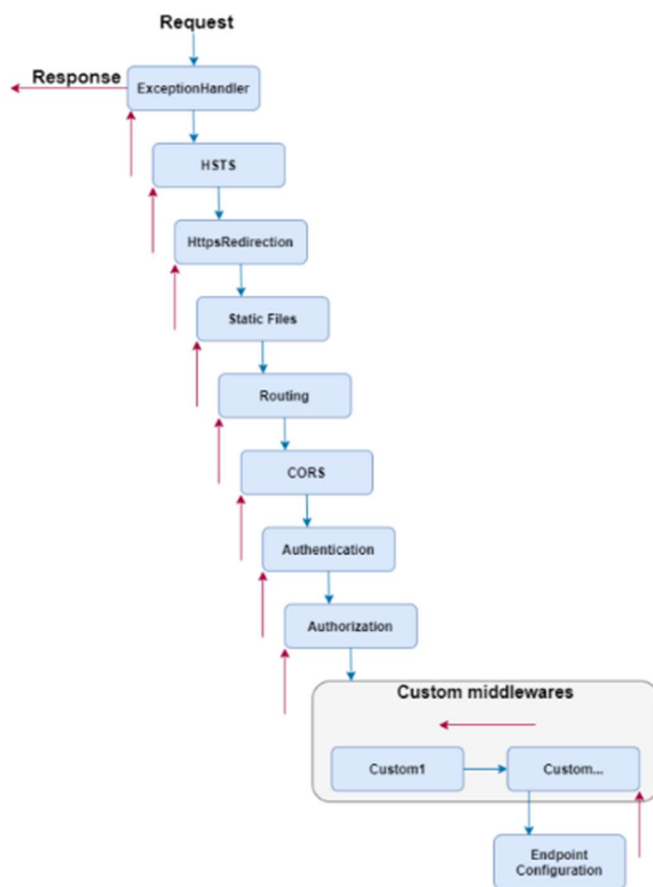 Request
Response
ExceptionHandler
HSTS
HttpsRedirection
Static Files
Routing
CORS
Authentication
Authorization
Custom middlewares
Custom1
Custom...
Endpoint
Configuration